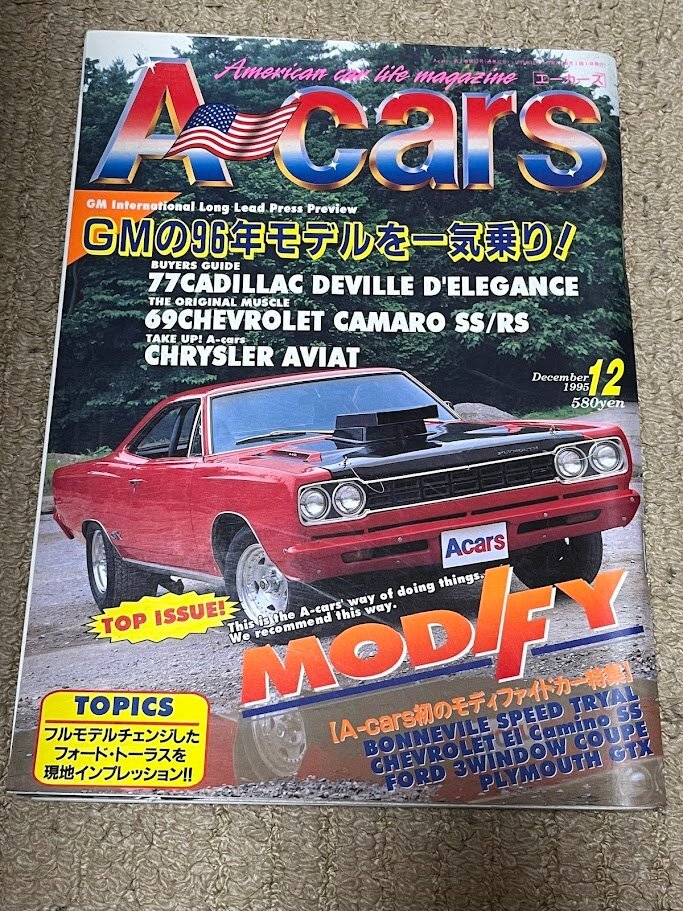 American car life magazine
エーカーズ
A cars
GM International Long Lead Press Preview
GMの96年モデルを一気乗り!
BUYERS GUIDE
77CADILLAC DEVILLE D'ELEGANCE
THE ORIGINAL MUSCLE
69CHEVROLET CAMARO SS/RS
TAKE UP! A-cars
CHRYSLER AVIAT
December 12
1995
580yen
Acars
TOP ISSUE!
This is the A-cars' way of doing things.
We recommend this way.
MODIFY
【A-cars初のモディファイドカー特集】
BONNEVILE SPEED TRYAL
CHEVROLET El Camino SS
FORD 3WINDOW COUPE
PLYMOUTH GTX
TOPICS
フルモデルチェンジした
フォード・トーラスを
現地インプレッション!!